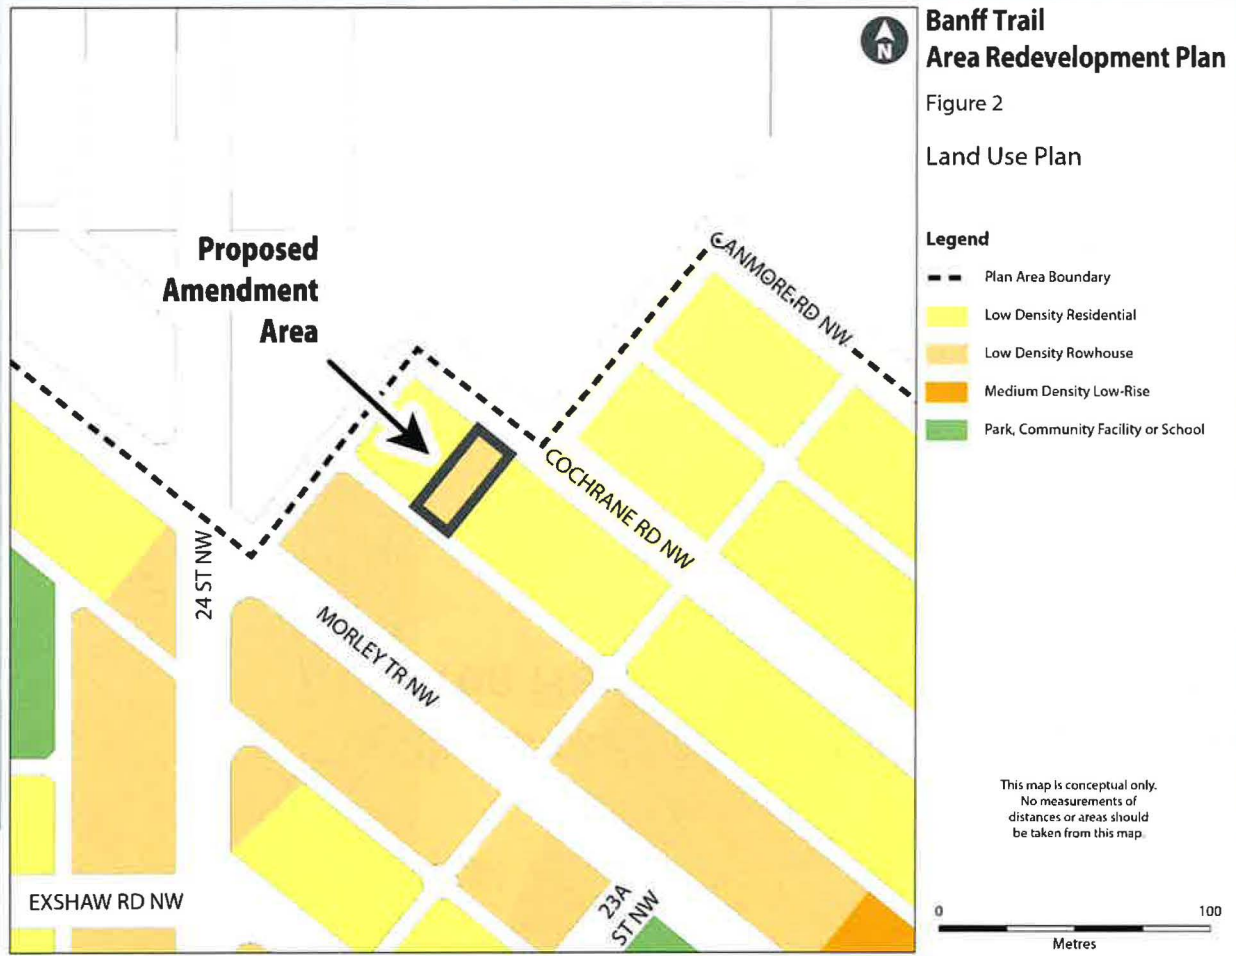 Banff Trail
Area Redevelopment Plan
Figure 2
Land Use Plan
Legend
Plan Area Boundary
Low Density Residential
Low Density Rowhouse
Medium Density Low-Rise
Park, Community Facility or School
This map is conceptual only.
No measurements of
distances or areas should
be taken from this map.
0 100
Metres
N
Proposed
Amendment
Area
CANMORE RD NW
COCHRANE RD NW
24 ST NW
MORLEY TR NW
EXSHAW RD NW
23A
ST NW